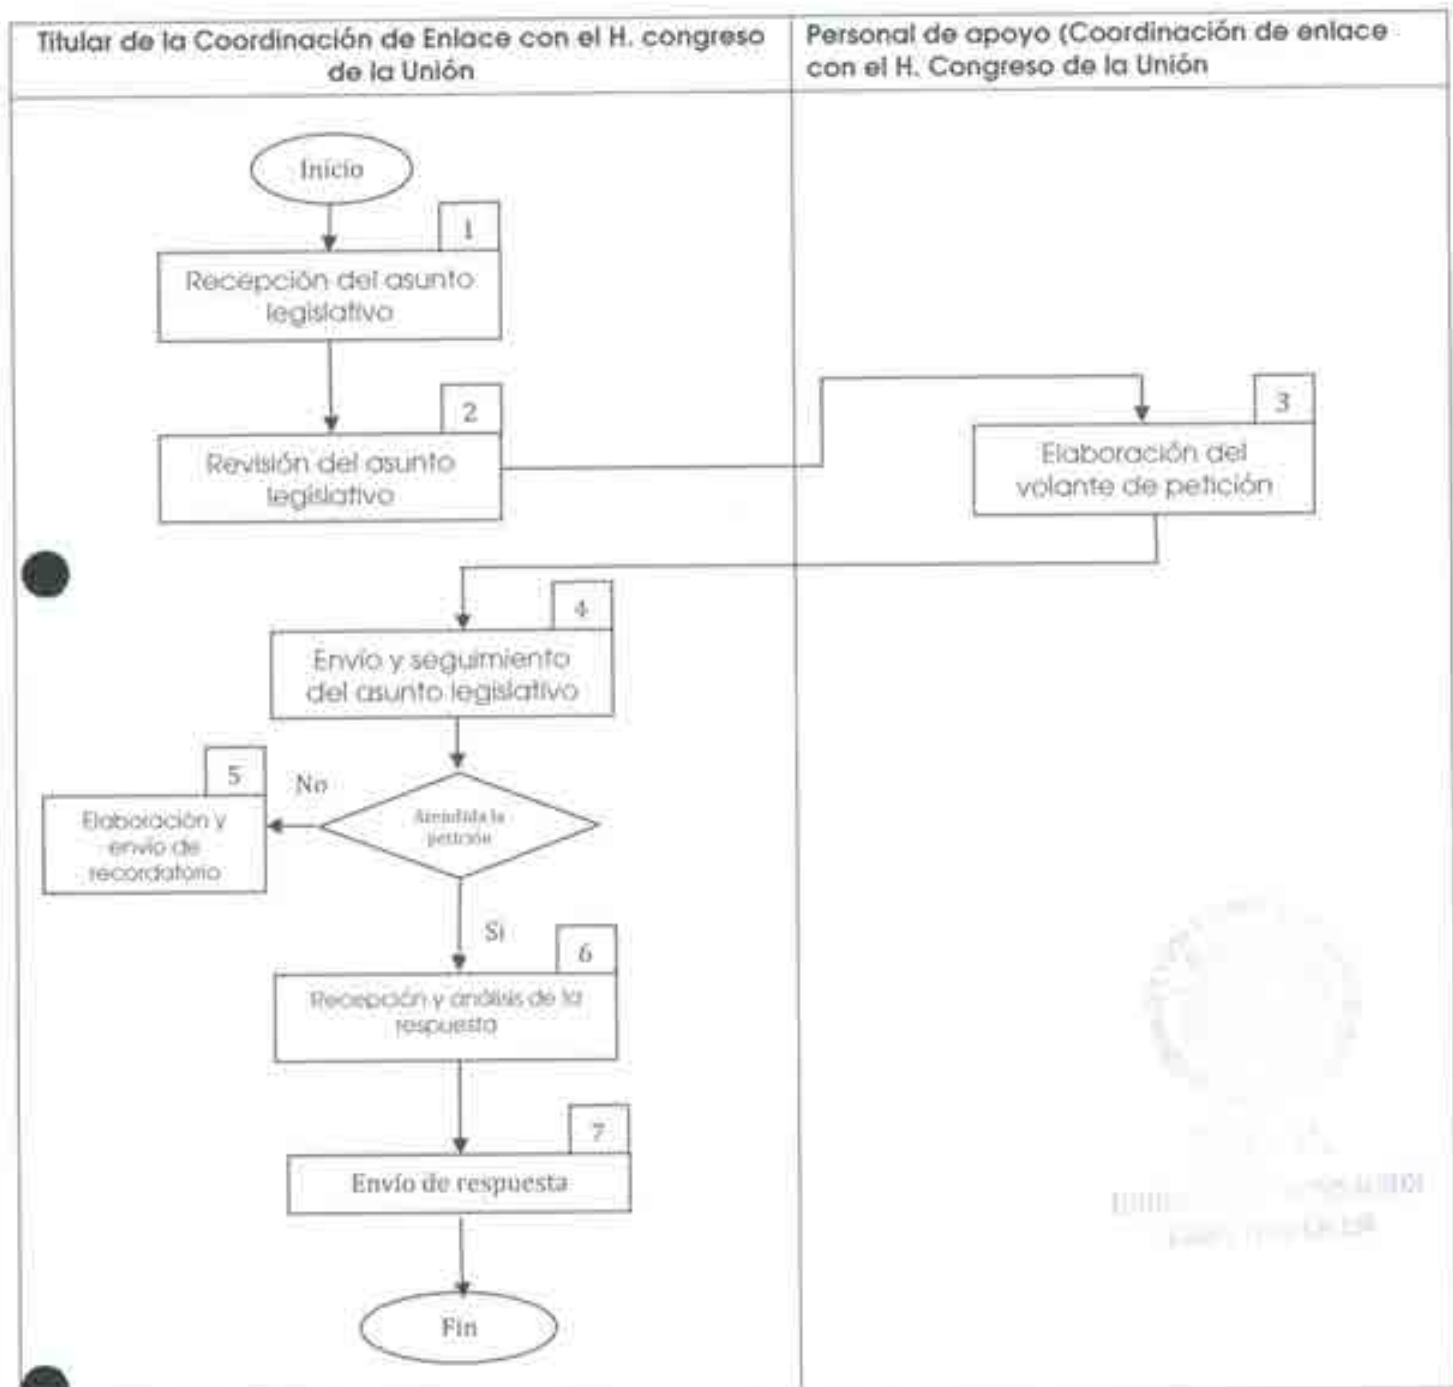 Titular de la Coordinación de Enlace con el H. congreso
de la Unión
Personal de apoyo (Coordinación de enlace
con el H. Congreso de la Unión
Inicio
1
Recepción del asunto
legislativo
2
Revisión del asunto
legislativo
3
Elaboración del
volante de petición
4
Envío y seguimiento
del asunto legislativo
5
Elaboración y
envío de
recordatorio
No
Atendida la
petición
Si
6
Recepción y análisis de la
respuesta
7
Envío de respuesta
Fin